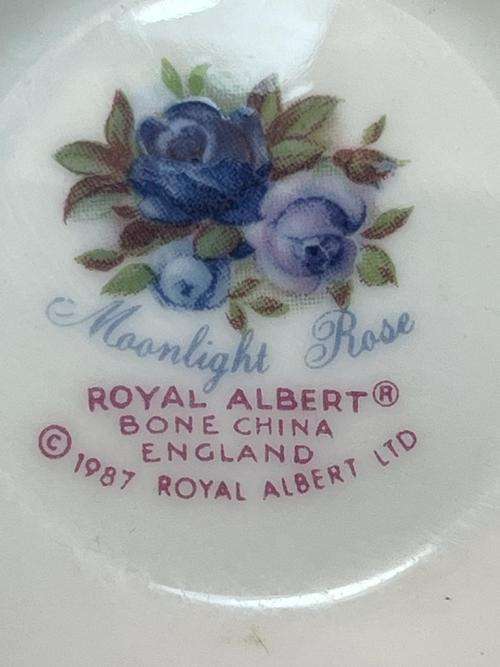 Moonlight Rose
ROYAL ALBERT®
BONE CHINA
ENGLAND
© 1987 ROYAL ALBERT LTD